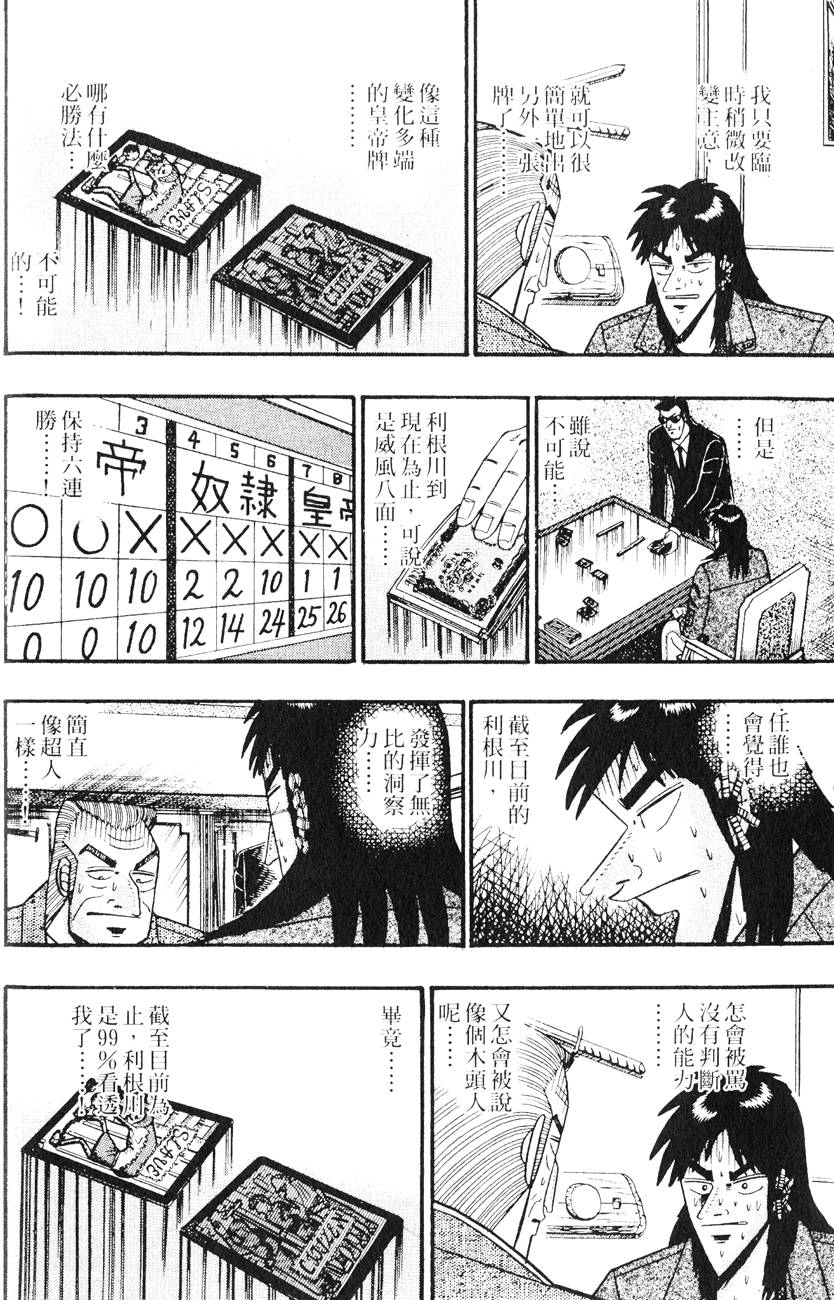 我只要臨
時稍微改
變主意，
就可以很
簡單地出
另外一張
牌了………
像這種
變化多端
的皇帝牌
………
哪有什麼
必勝法…
不可能
的…！
但是
……
雖說
不可能…
利根川到
現在為止，可說
是威風八面……
3
4 5 6
7 8
帝
奴隸
皇帝
○ ○ × × × × × ×
10 10 10 2 2 10 1 1
0 0 10 12 14 24 25 26
保持六連
勝……！
任誰也
會覺得
……
截至目前的
利根川，
發揮了無
比的洞察
力……
簡直
像超人
一樣…！
怎會被罵
沒有判斷
人的能力
又怎會被說
像個木頭人
呢……
畢竟……
截至目前為
止，利根川
是99%看透
我了……！
SLAVE
CITIZEN
SLAVE
CITIZEN